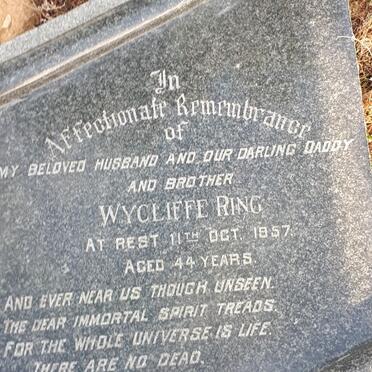 In
Affectionate Remembrance
of
MY BELOVED HUSBAND AND OUR DARLING DADDY
AND BROTHER
WYCLIFFE RING
AT REST 11TH OCT. 1957.
AGED 44 YEARS.
AND EVER NEAR US THOUGH UNSEEN.
THE DEAR IMMORTAL SPIRIT TREADS.
FOR THE WHOLE UNIVERSE IS LIFE.
THERE ARE NO DEAD.